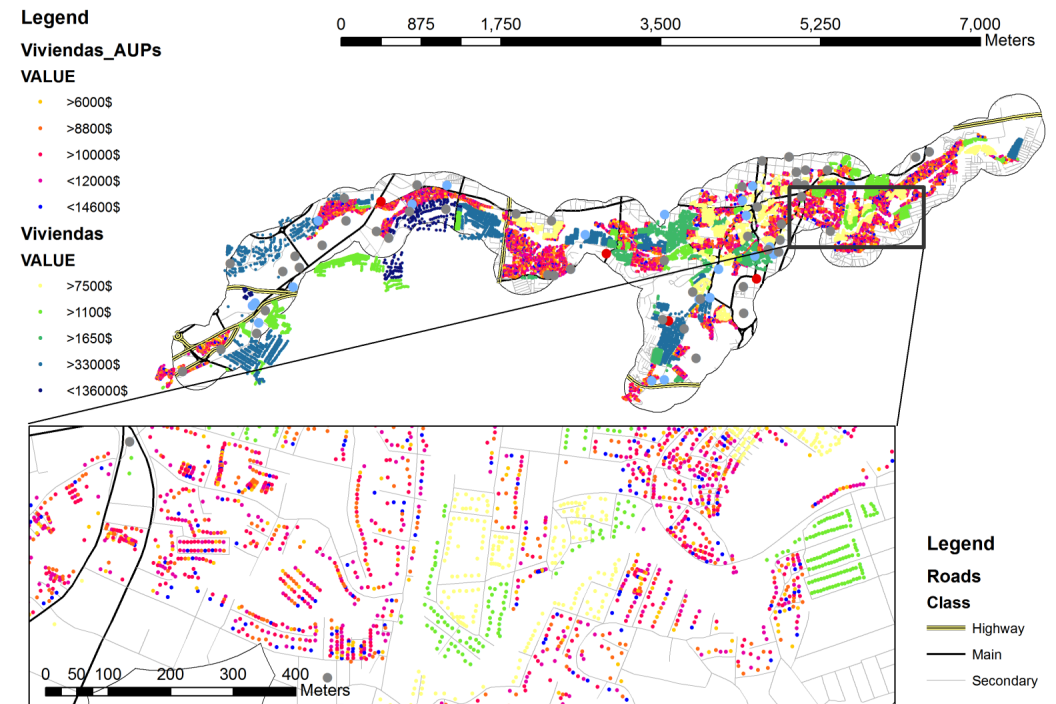 Legend
Viviendas_AUPs
VALUE
>6000$
>8800$
>10000$
<12000$
<14600$
Viviendas
VALUE
>7500$
>1100$
>1650$
>33000$
<136000$
0 875 1,750 3,500 5,250 7,000
Meters
0 50 100 200 300 400
Meters
Legend
Roads
Class
Highway
Main
Secondary